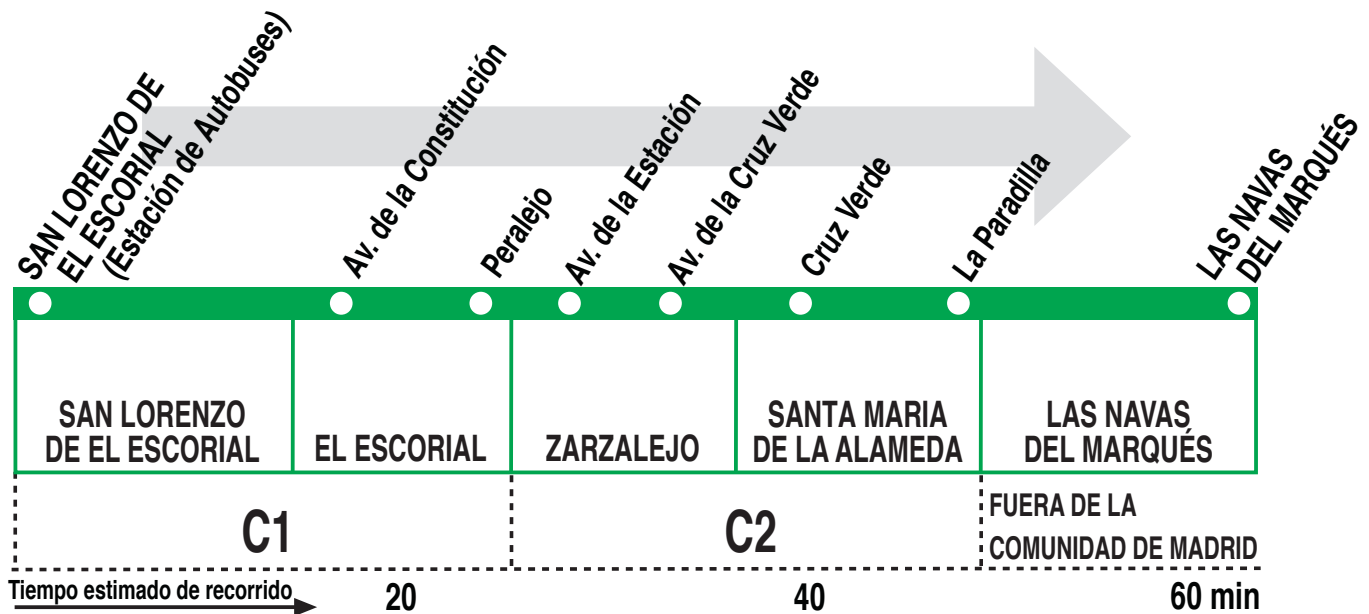 SAN LORENZO DE
EL ESCORIAL
(Estación de Autobuses)
Av. de la Constitución
Peralejo
Av. de la Estación
Av. de la Cruz Verde
Cruz Verde
La Paradilla
LAS NAVAS
DEL MARQUÉS
SAN LORENZO
DE EL ESCORIAL
EL ESCORIAL
ZARZALEJO
SANTA MARIA
DE LA ALAMEDA
LAS NAVAS
DEL MARQUÉS
C1
C2
FUERA DE LA
COMUNIDAD DE MADRID
Tiempo estimado de recorrido 20 40 60 min